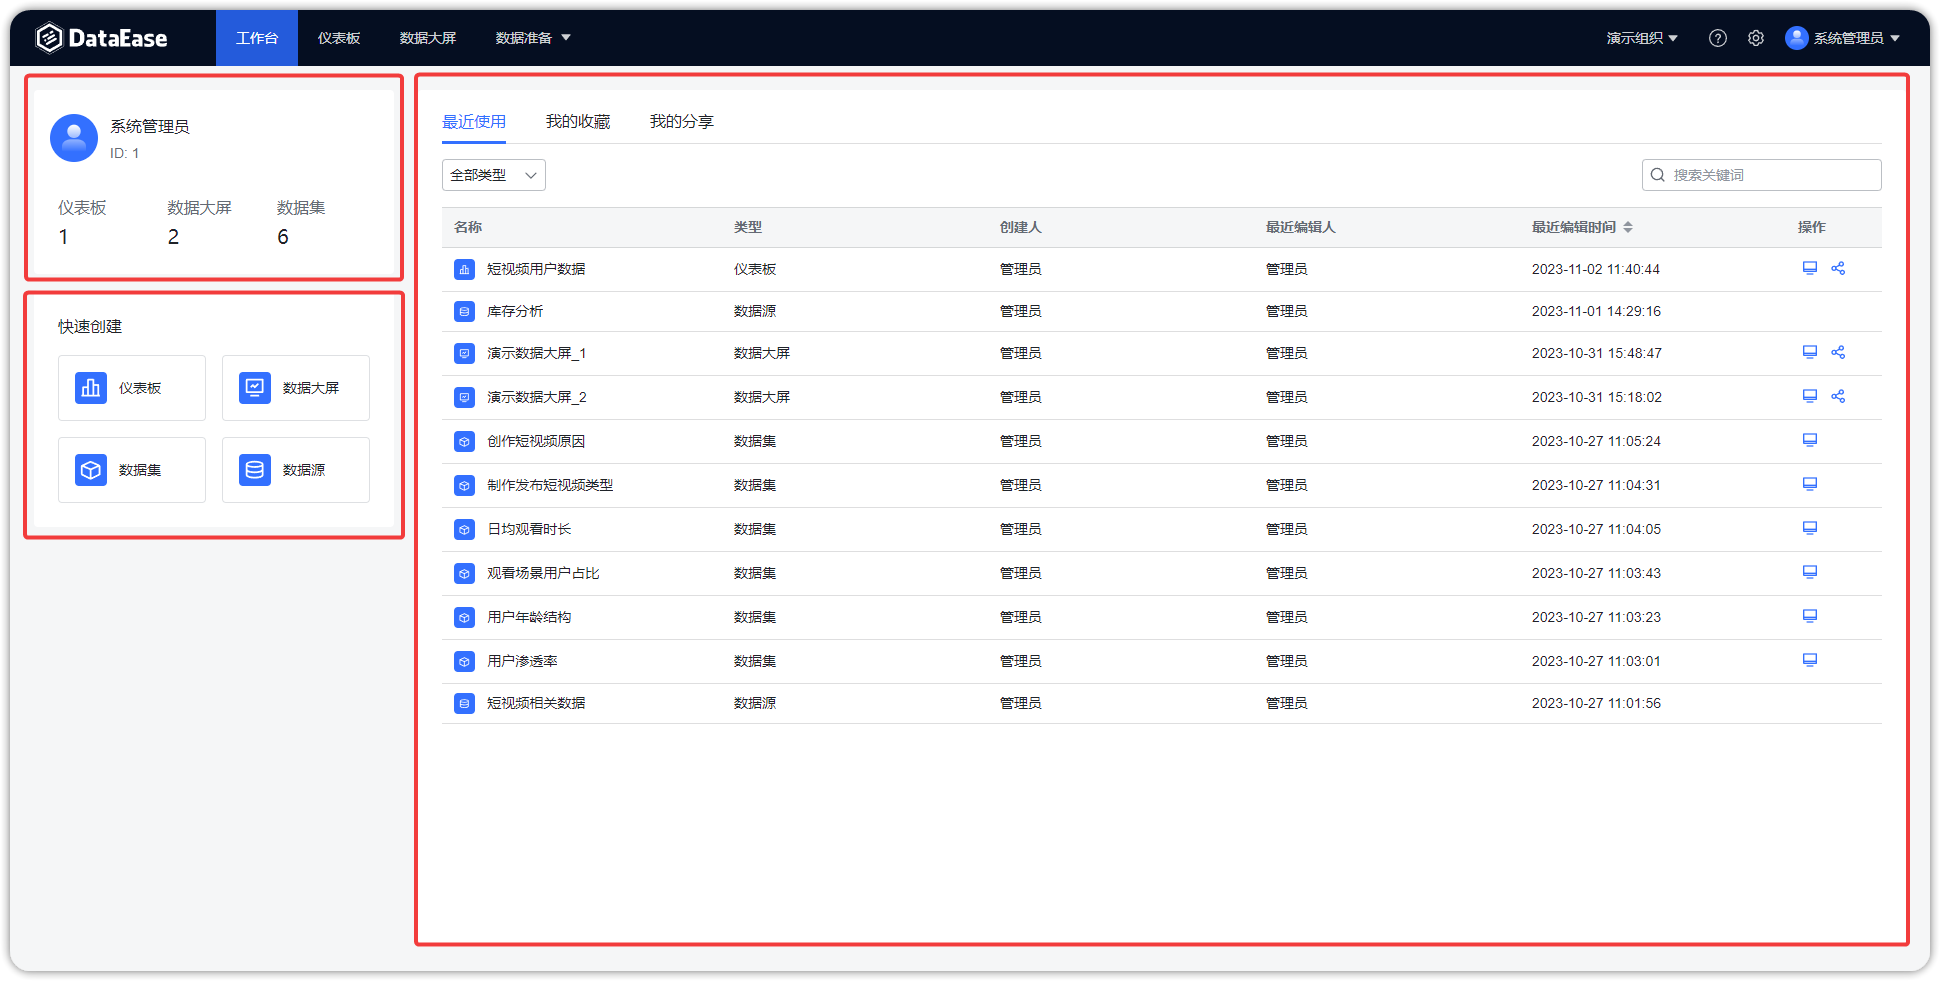 DataEase 工作台 仪表板 数据大屏 数据准备 演示组织 系统管理员
系统管理员
ID: 1
仪表板 数据大屏 数据集
1 2 6
快速创建
仪表板 数据大屏
数据集 数据源
最近使用 我的收藏 我的分享
全部类型 搜索关键词
名称 类型 创建人 最近编辑人 最近编辑时间 操作
短视频用户数据 仪表板 管理员 管理员 2023-11-02 11:40:44
库存分析 数据源 管理员 管理员 2023-11-01 14:29:16
演示数据大屏_1 数据大屏 管理员 管理员 2023-10-31 15:48:47
演示数据大屏_2 数据大屏 管理员 管理员 2023-10-31 15:18:02
创作短视频原因 数据集 管理员 管理员 2023-10-27 11:05:24
制作发布短视频类型 数据集 管理员 管理员 2023-10-27 11:04:31
日均观看时长 数据集 管理员 管理员 2023-10-27 11:04:05
观看场景用户占比 数据集 管理员 管理员 2023-10-27 11:03:43
用户年龄结构 数据集 管理员 管理员 2023-10-27 11:03:23
用户渗透率 数据集 管理员 管理员 2023-10-27 11:03:01
短视频相关数据 数据源 管理员 管理员 2023-10-27 11:01:56